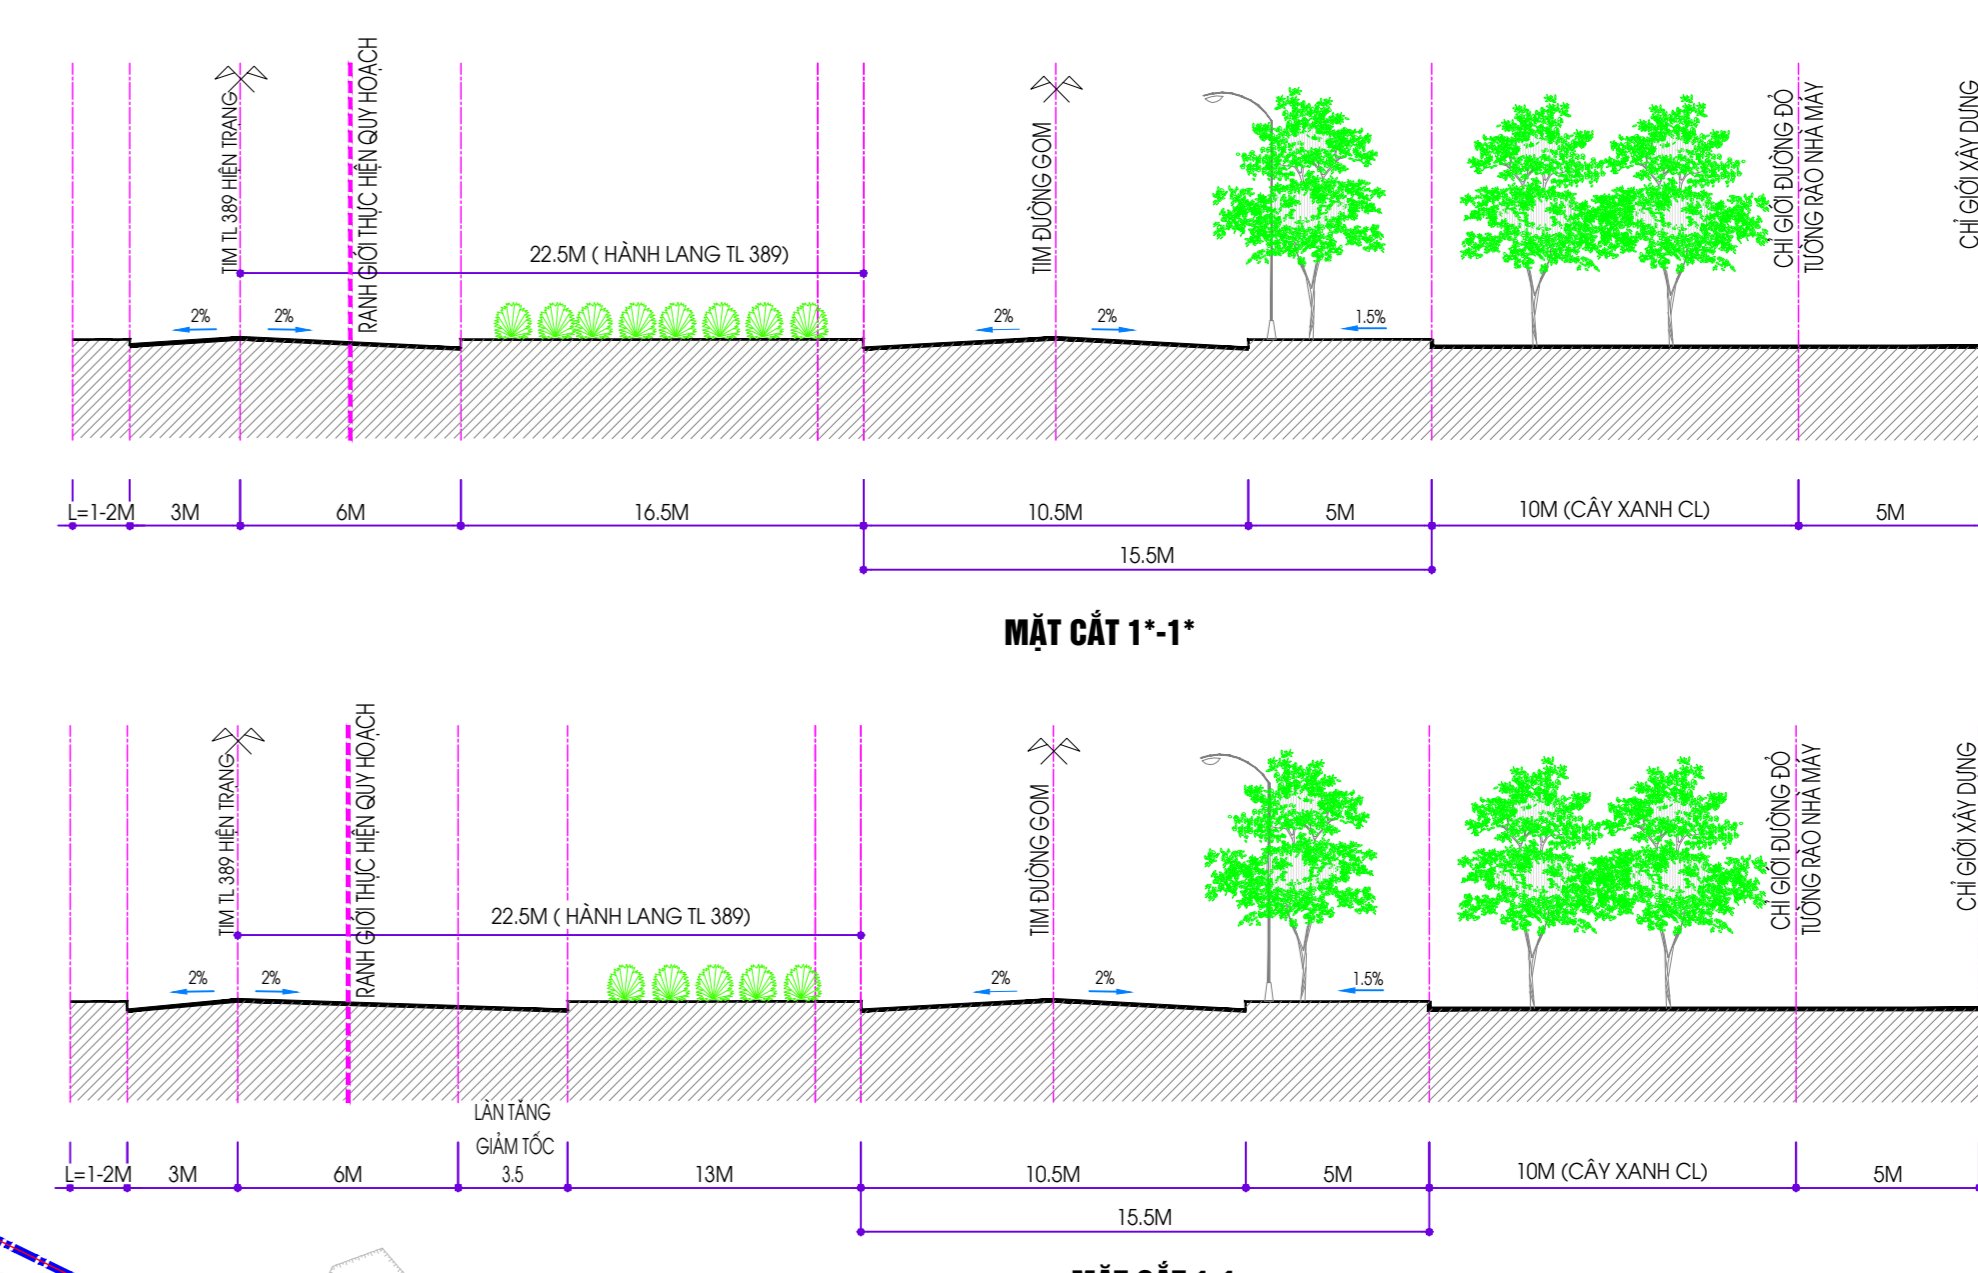 TIM TL 389 HIỆN TRẠNG
RANH GIỚI THỰC HIỆN QUY HOẠCH
TIM ĐƯỜNG GOM
CHỈ GIỚI ĐƯỜNG ĐỎ
TƯỜNG RÀO NHÀ MÁY
CHỈ GIỚI XÂY DỰNG
22.5M ( HÀNH LANG TL 389)
2% 2% 2% 2% 1.5%
L=1-2M 3M 6M 16.5M 10.5M 5M 10M (CÂY XANH CL) 5M
15.5M
MẶT CẮT 1*-1*
TIM TL 389 HIỆN TRẠNG
RANH GIỚI THỰC HIỆN QUY HOẠCH
TIM ĐƯỜNG GOM
CHỈ GIỚI ĐƯỜNG ĐỎ
TƯỜNG RÀO NHÀ MÁY
CHỈ GIỚI XÂY DỰNG
22.5M ( HÀNH LANG TL 389)
2% 2% 2% 2% 1.5%
LÀN TĂNG
GIẢM TỐC
L=1-2M 3M 6M 3.5 13M 10.5M 5M 10M (CÂY XANH CL) 5M
15.5M
MẶT CẮT 1-1